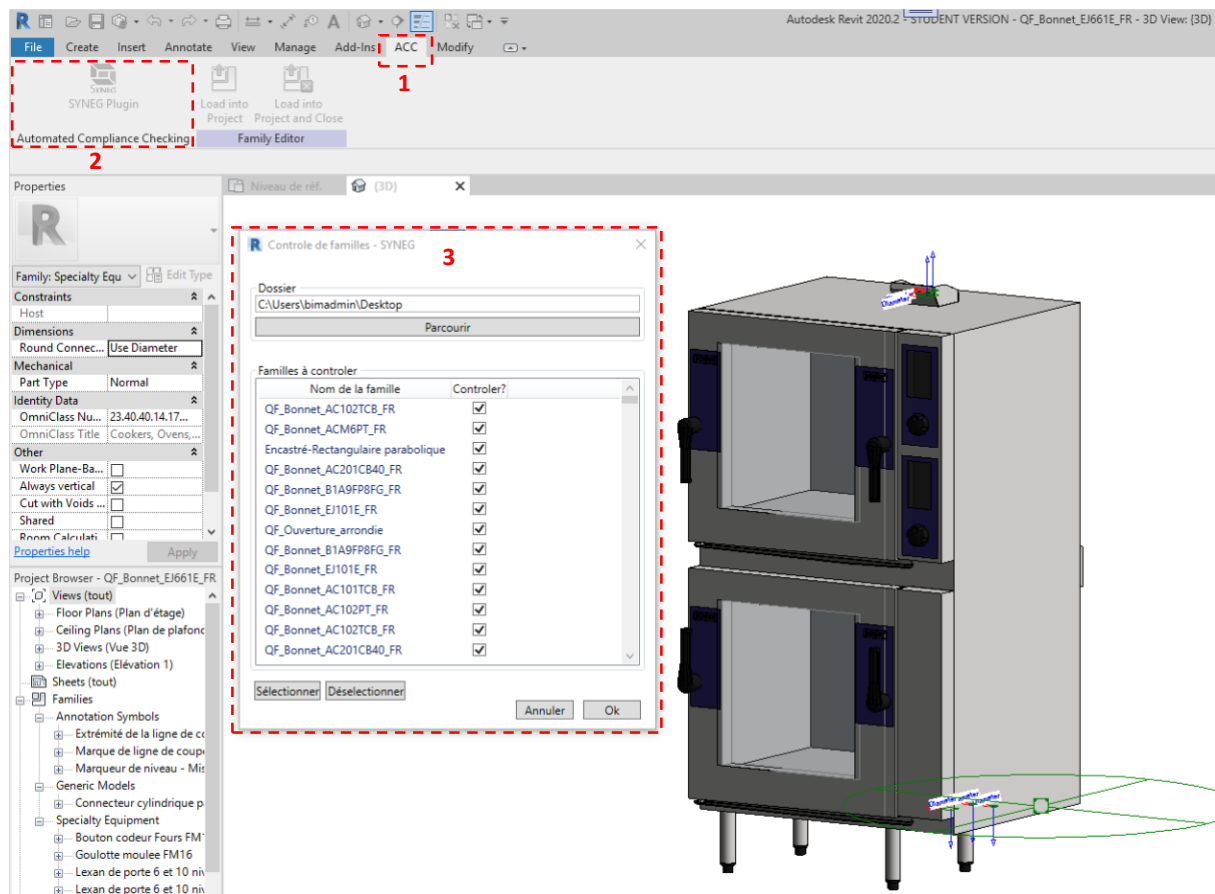 Autodesk Revit 2020.2 - STUDENT VERSION - QF_Bonnet_EJ661E_FR - 3D View: {3D}
File Create Insert Annotate View Manage Add-Ins ACC Modify
1
SYNEG
SYNEG Plugin
Load into Project
Load into Project and Close
Automated Compliance Checking
Family Editor
2
Properties
Niveau de réf.
{3D}
Family: Specialty Equ
Edit Type
Constraints
Host
Dimensions
Round Connec... Use Diameter
Mechanical
Part Type Normal
Identity Data
OmniClass Nu... 23.40.40.14.17...
OmniClass Title Cookers, Ovens,...
Other
Work Plane-Ba...
Always vertical
Cut with Voids ...
Shared
Room Calculati
Properties help
Apply
Project Browser - QF_Bonnet_EJ661E_FR
Views (tout)
Floor Plans (Plan d'étage)
Ceiling Plans (Plan de plafond
3D Views (Vue 3D)
Elevations (Elévation 1)
Sheets (tout)
Families
Annotation Symbols
Extrémité de la ligne de co
Marque de ligne de coupe
Marqueur de niveau - Mis
Generic Models
Connecteur cylindrique p
Specialty Equipment
Bouton codeur Fours FM
Goulotte moulee FM16
Lexan de porte 6 et 10 niv
Lexan de porte 6 et 10 niv
Controle de familles - SYNEG
3
Dossier
C:\Users\bimadmin\Desktop
Parcourir
Familles à controler
Nom de la famille Controler?
QF_Bonnet_AC102TCB_FR
QF_Bonnet_ACM6PT_FR
Encastré-Rectangulaire parabolique
QF_Bonnet_AC201CB40_FR
QF_Bonnet_B1A9FP8FG_FR
QF_Bonnet_EJ101E_FR
QF_Ouverture_arrondie
QF_Bonnet_B1A9FP8FG_FR
QF_Bonnet_EJ101E_FR
QF_Bonnet_AC101TCB_FR
QF_Bonnet_AC102PT_FR
QF_Bonnet_AC102TCB_FR
QF_Bonnet_AC201CB40_FR
Sélectionner Déselectionner
Annuler Ok
Diameter
Diameter
Diameter